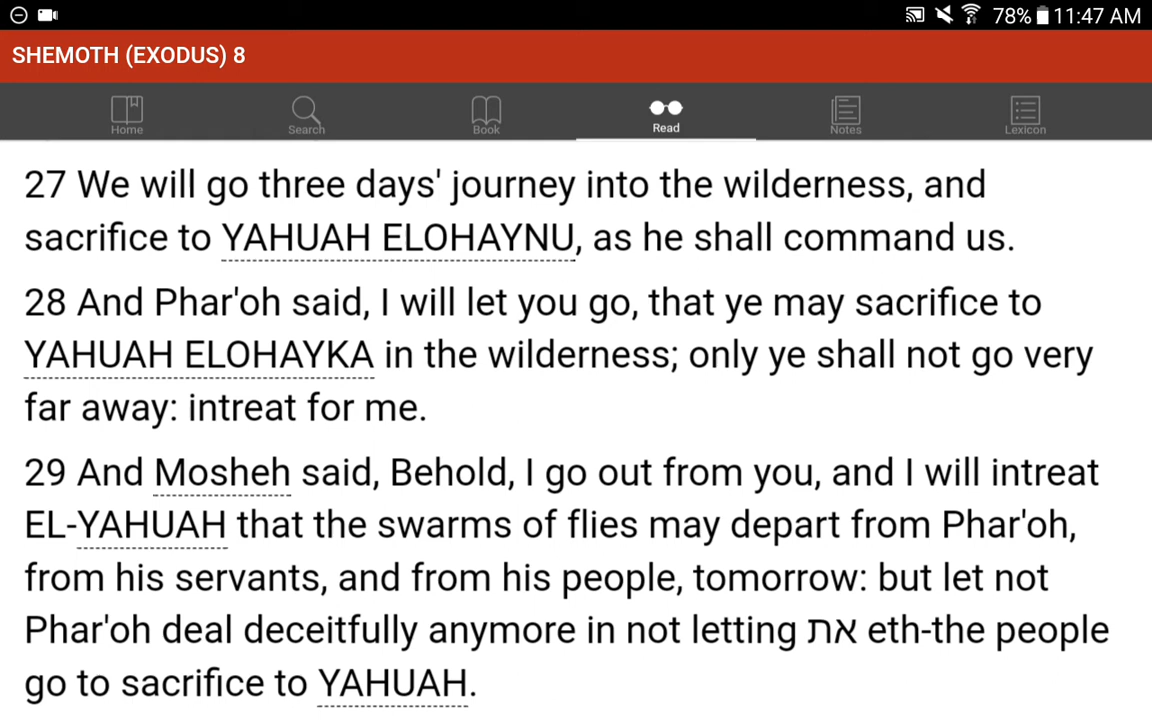 78% 11:47 AM
SHEMOTH (EXODUS) 8
Home Search Book Read Notes Lexicon
27 We will go three days' journey into the wilderness, and
sacrifice to YAHUAH ELOHAYNU, as he shall command us.
28 And Phar'oh said, I will let you go, that ye may sacrifice to
YAHUAH ELOHAYKA in the wilderness; only ye shall not go very
far away: intreat for me.
29 And Mosheh said, Behold, I go out from you, and I will intreat
EL-YAHUAH that the swarms of flies may depart from Phar'oh,
from his servants, and from his people, tomorrow: but let not
Phar'oh deal deceitfully anymore in not letting את eth-the people
go to sacrifice to YAHUAH.